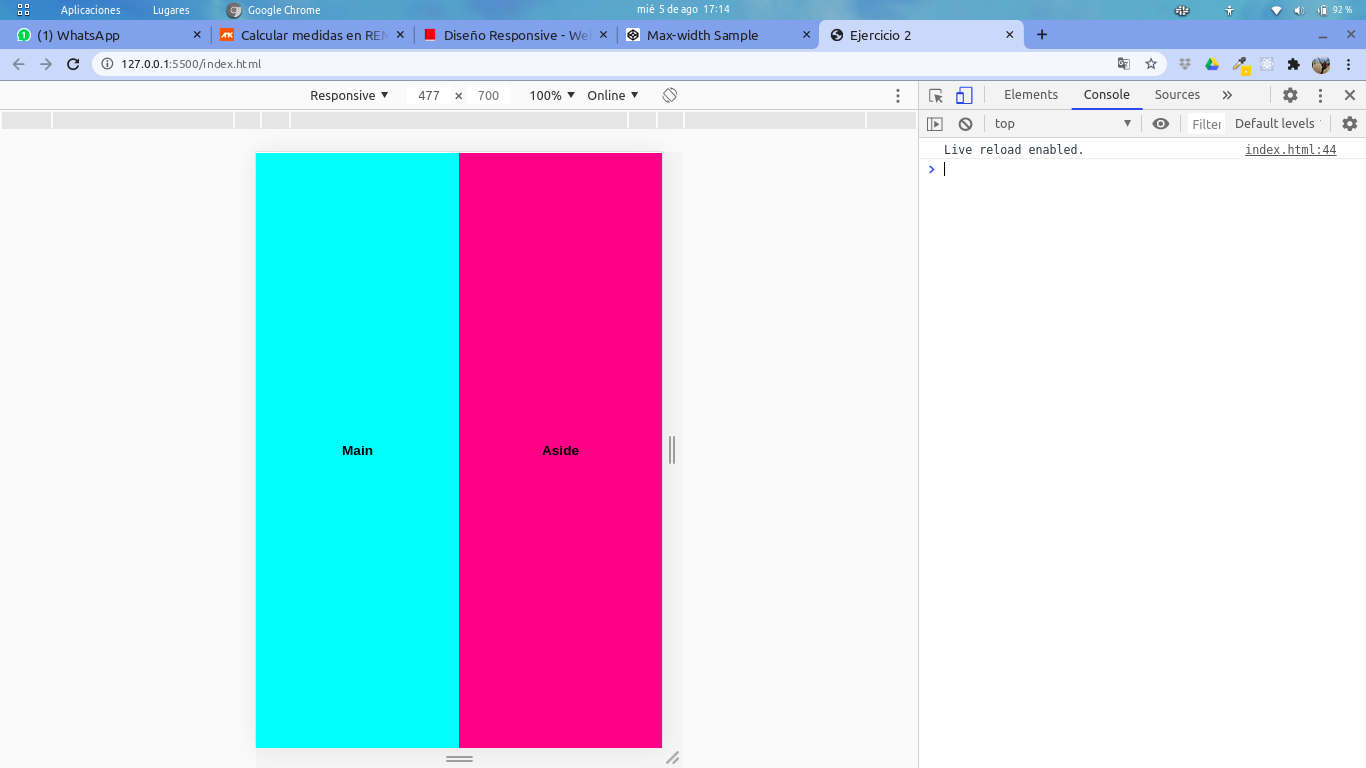 Aplicaciones Lugares Google Chrome mié 5 de ago 17:14 92 %
(1) WhatsApp Calcular medidas en REM Diseño Responsive - We Max-width Sample Ejercicio 2
127.0.0.1:5500/index.html
Responsive 477 × 700 100% Online
Elements Console Sources
top Filter Default levels
Live reload enabled. index.html:44
Main Aside